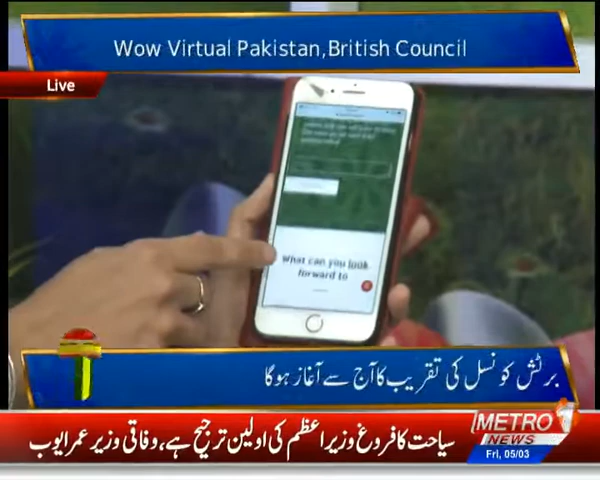 Wow Virtual Pakistan,British Council
Live
What can you look
forward to
برٹش کونسل کی تقریب کا آج سے آغاز ہوگا
سیاحت کا فروغ وزیراعظم کی اولین ترجیح ہے، وفاقی وزیر عمر ایوب
METRO 1
NEWS
Fri, 05/03